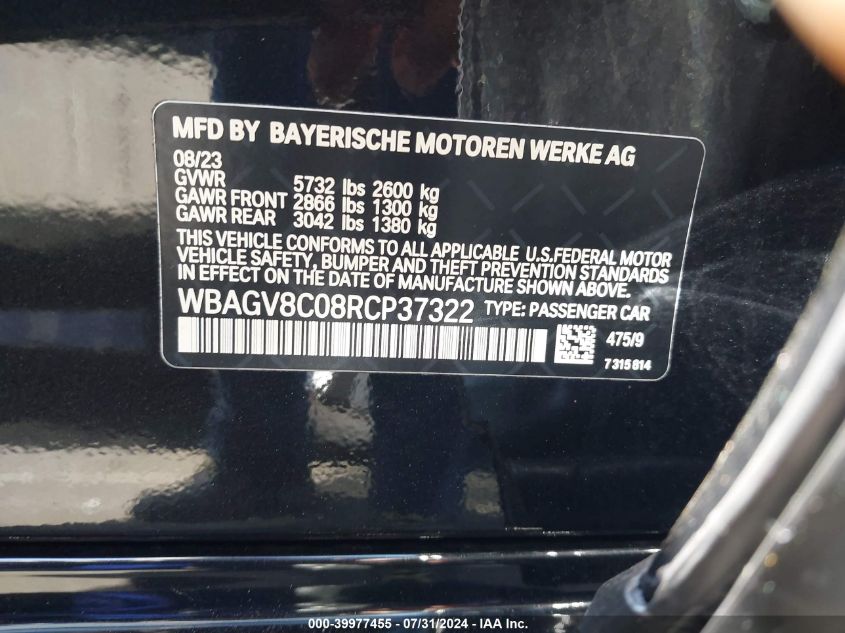 MFD BY BAYERISCHE MOTOREN WERKE AG
08/23
GVWR 5732 lbs 2600 kg
GAWR FRONT 2866 lbs 1300 kg
GAWR REAR 3042 lbs 1380 kg
THIS VEHICLE CONFORMS TO ALL APPLICABLE U.S.FEDERAL MOTOR
VEHICLE SAFETY, BUMPER AND THEFT PREVENTION STANDARDS
IN EFFECT ON THE DATE OF MANUFACTURE SHOWN ABOVE.
WBAGV8C08RCP37322 TYPE: PASSENGER CAR
475/9
7315814
000-39977455 - 07/31/2024 - IAA Inc.